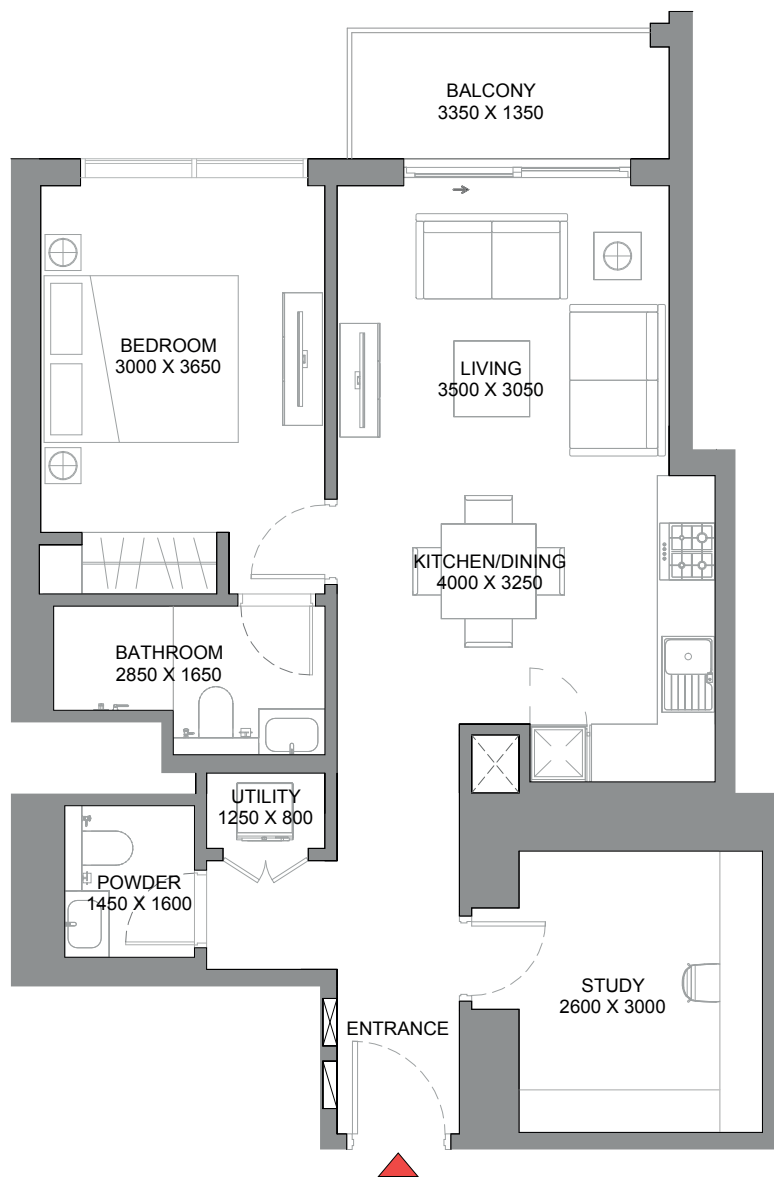 BALCONY
3350 X 1350
BEDROOM
3000 X 3650
LIVING
3500 X 3050
KITCHEN/DINING
4000 X 3250
BATHROOM
2850 X 1650
UTILITY
1250 X 800
POWDER
1450 X 1600
STUDY
2600 X 3000
ENTRANCE